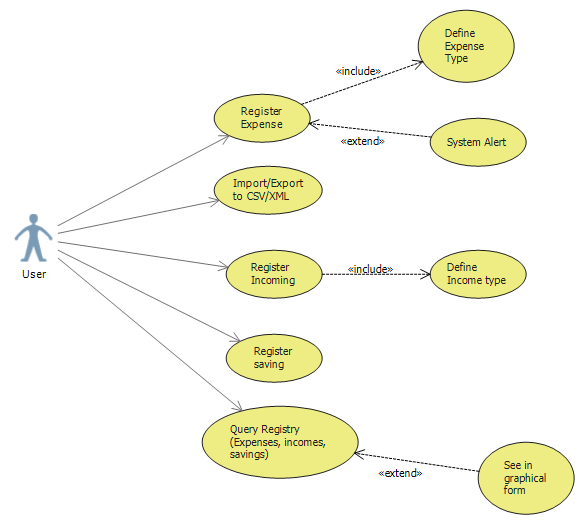 Define
Expense
Type
«include»
Register
Expense
«extend»
System Alert
Import/Export
to CSV/XML
User
Register
Incoming
«include»
Define
Income type
Register
saving
Query Registry
(Expenses, incomes,
savings)
«extend»
See in
graphical
form